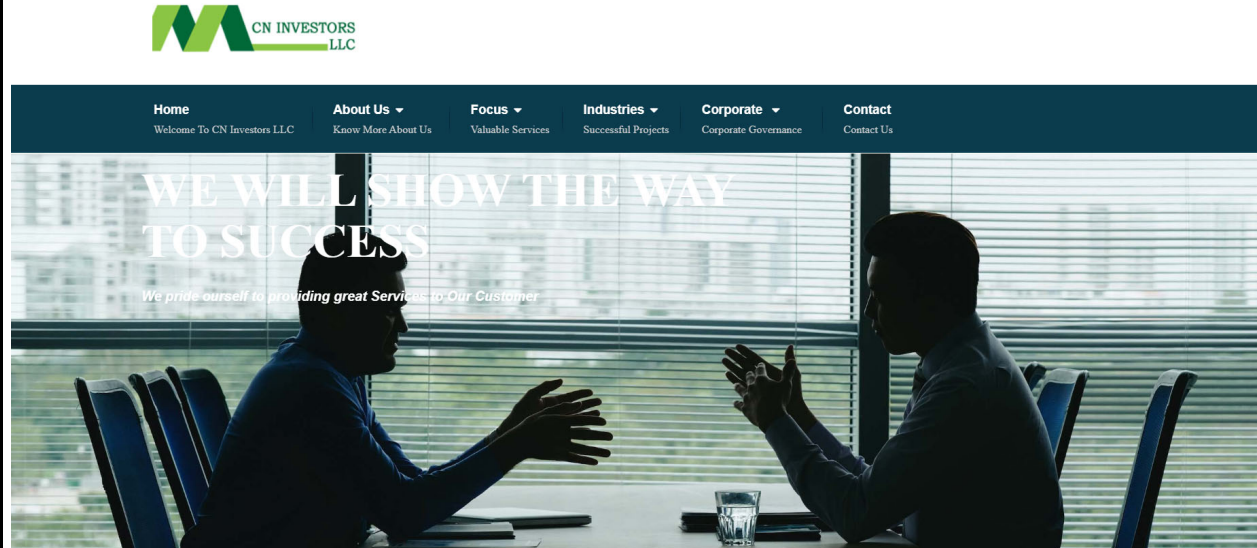 CN INVESTORS
LLC
Home
Welcome To CN Investors LLC
About Us
Know More About Us
Focus
Valuable Services
Industries
Successful Projects
Corporate
Corporate Governance
Contact
Contact Us
WE WILL SHOW THE WAY
TO SUCCESS
We pride ourself to providing great Services to Our Customer